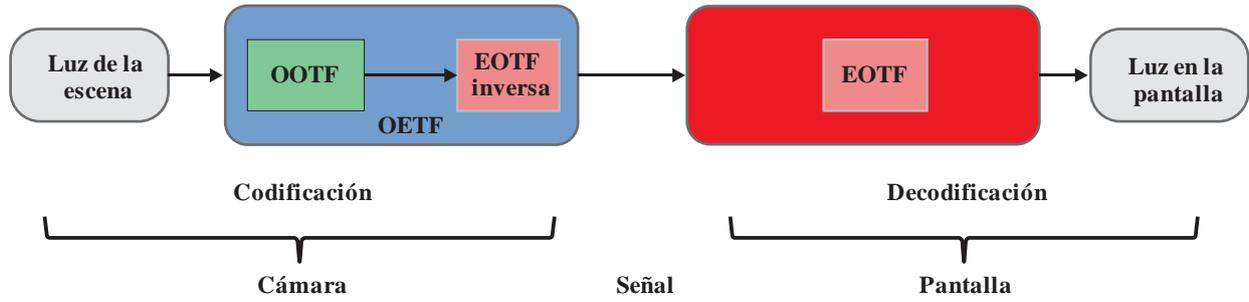 Luz de la
escena
OOTF
EOTF
inversa
OETF
EOTF
Luz en la
pantalla
Codificación
Decodificación
Cámara
Señal
Pantalla